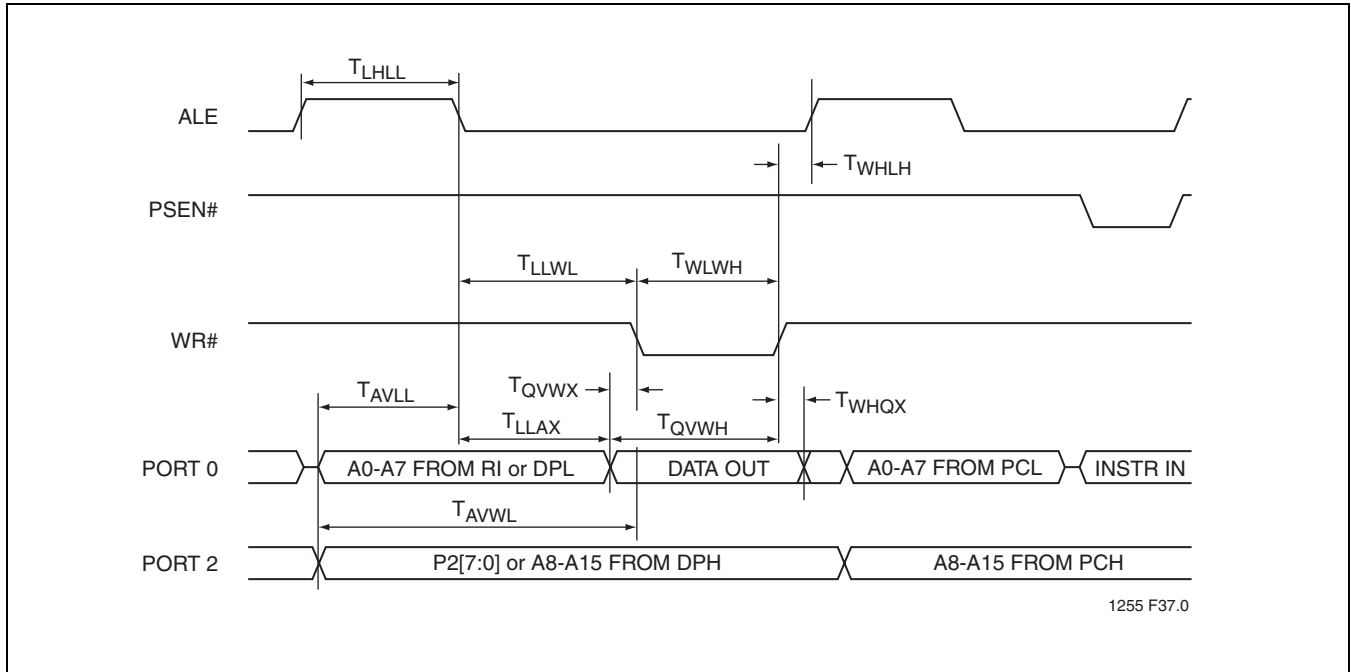 TLHLL
ALE
TWHLH
PSEN#
TLLWL TWLWH
WR#
TAVLL TQVWX TWHQX
TLLAX TQVWH
PORT 0 A0-A7 FROM RI or DPL DATA OUT A0-A7 FROM PCL INSTR IN
TAVWL
PORT 2 P2[7:0] or A8-A15 FROM DPH A8-A15 FROM PCH
1255 F37.0